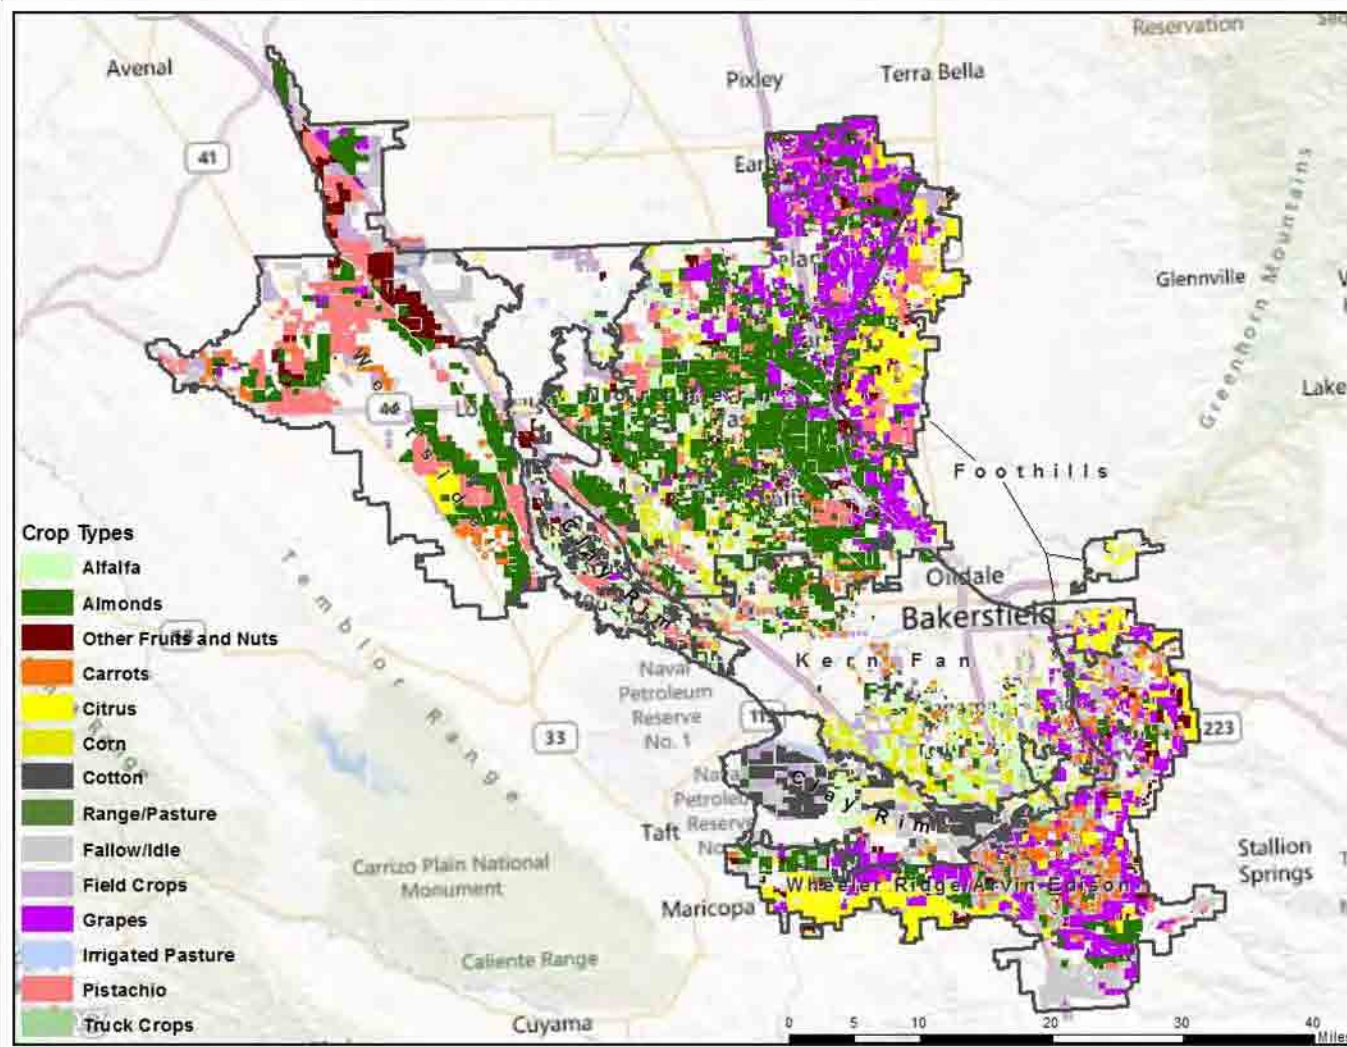 Reservation
Avenal
Pixley
Terra Bella
41
Glennville
Greenhorn Mountains
Lake
46
Foothills
Clay Rim
Crop Types
Alfalfa
Almonds
Other Fruits and Nuts
Carrots
Citrus
Corn
Cotton
Range/Pasture
Fallow/Idle
Field Crops
Grapes
Irrigated Pasture
Pistachio
Truck Crops
Temblor Range
Oildale
Bakersfield
Kern Fan
Naval
Petroleum
Reserve
No. 1
33
223
Clay Rim
Taft
Reserve
Stallion
Springs
Carrizo Plain National
Monument
Wheeler Ridge/Arvin Edison
Maricopa
Caliente Range
Cuyama
0 5 10 20 30 40
Miles